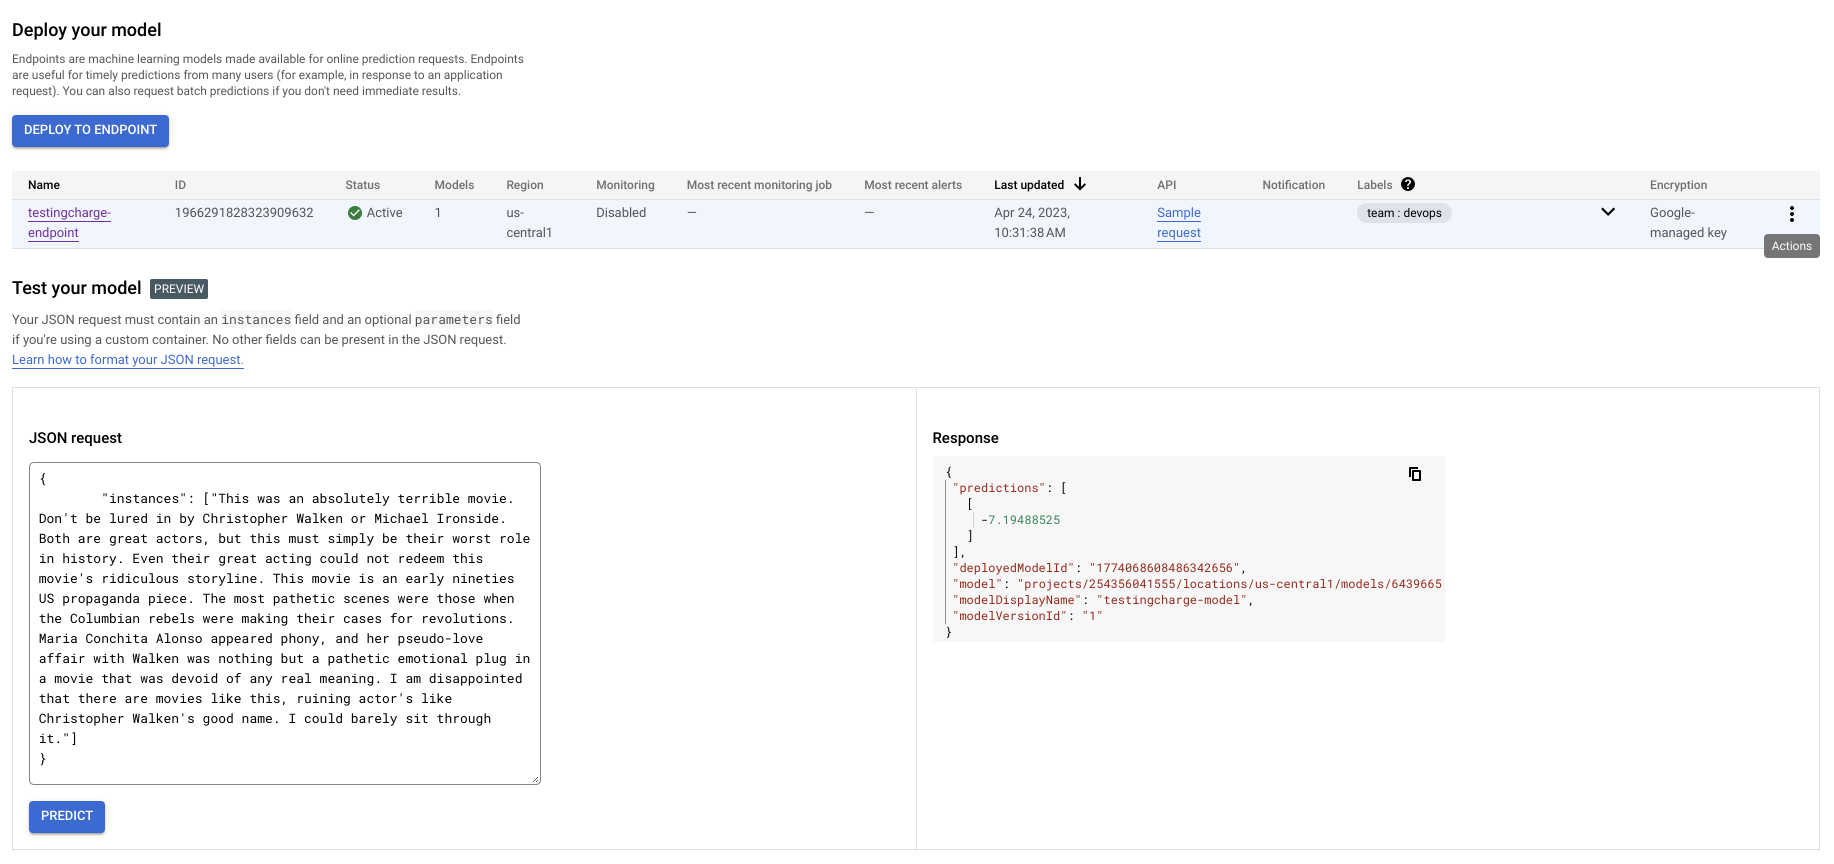 Deploy your model
Endpoints are machine learning models made available for online prediction requests. Endpoints
are useful for timely predictions from many users (for example, in response to an application
request). You can also request batch predictions if you don't need immediate results.
DEPLOY TO ENDPOINT
Name ID Status Models Region Monitoring Most recent monitoring job Most recent alerts Last updated API Notification Labels Encryption
testingcharge- 1966291828323909632 Active 1 us- Disabled — — Apr 24, 2023, Sample team : devops Google-
endpoint central1 10:31:38 AM request managed key
Actions
Test your model PREVIEW
Your JSON request must contain an instances field and an optional parameters field
if you're using a custom container. No other fields can be present in the JSON request.
Learn how to format your JSON request.
JSON request
{
"instances": ["This was an absolutely terrible movie.
Don't be lured in by Christopher Walken or Michael Ironside.
Both are great actors, but this must simply be their worst role
in history. Even their great acting could not redeem this
movie's ridiculous storyline. This movie is an early nineties
US propaganda piece. The most pathetic scenes were those when
the Columbian rebels were making their cases for revolutions.
Maria Conchita Alonso appeared phony, and her pseudo-love
affair with Walken was nothing but a pathetic emotional plug in
a movie that was devoid of any real meaning. I am disappointed
that there are movies like this, ruining actor's like
Christopher Walken's good name. I could barely sit through
it."]
}
PREDICT
Response
{
"predictions": [
[
-7.19488525
]
],
"deployedModelId": "1774068608486342656",
"model": "projects/254356041555/locations/us-central1/models/6439665
"modelDisplayName": "testingcharge-model",
"modelVersionId": "1"
}